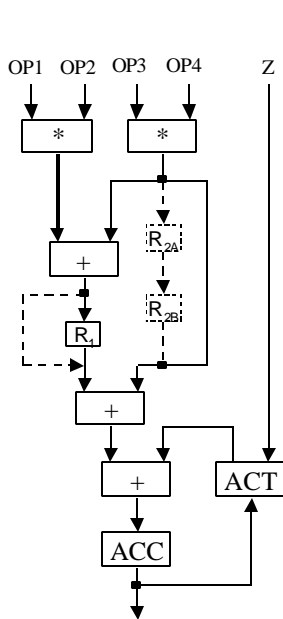 OP1 OP2 OP3 OP4 Z
* *
R2A
+
R2B
R1
+
+ ACT
ACC